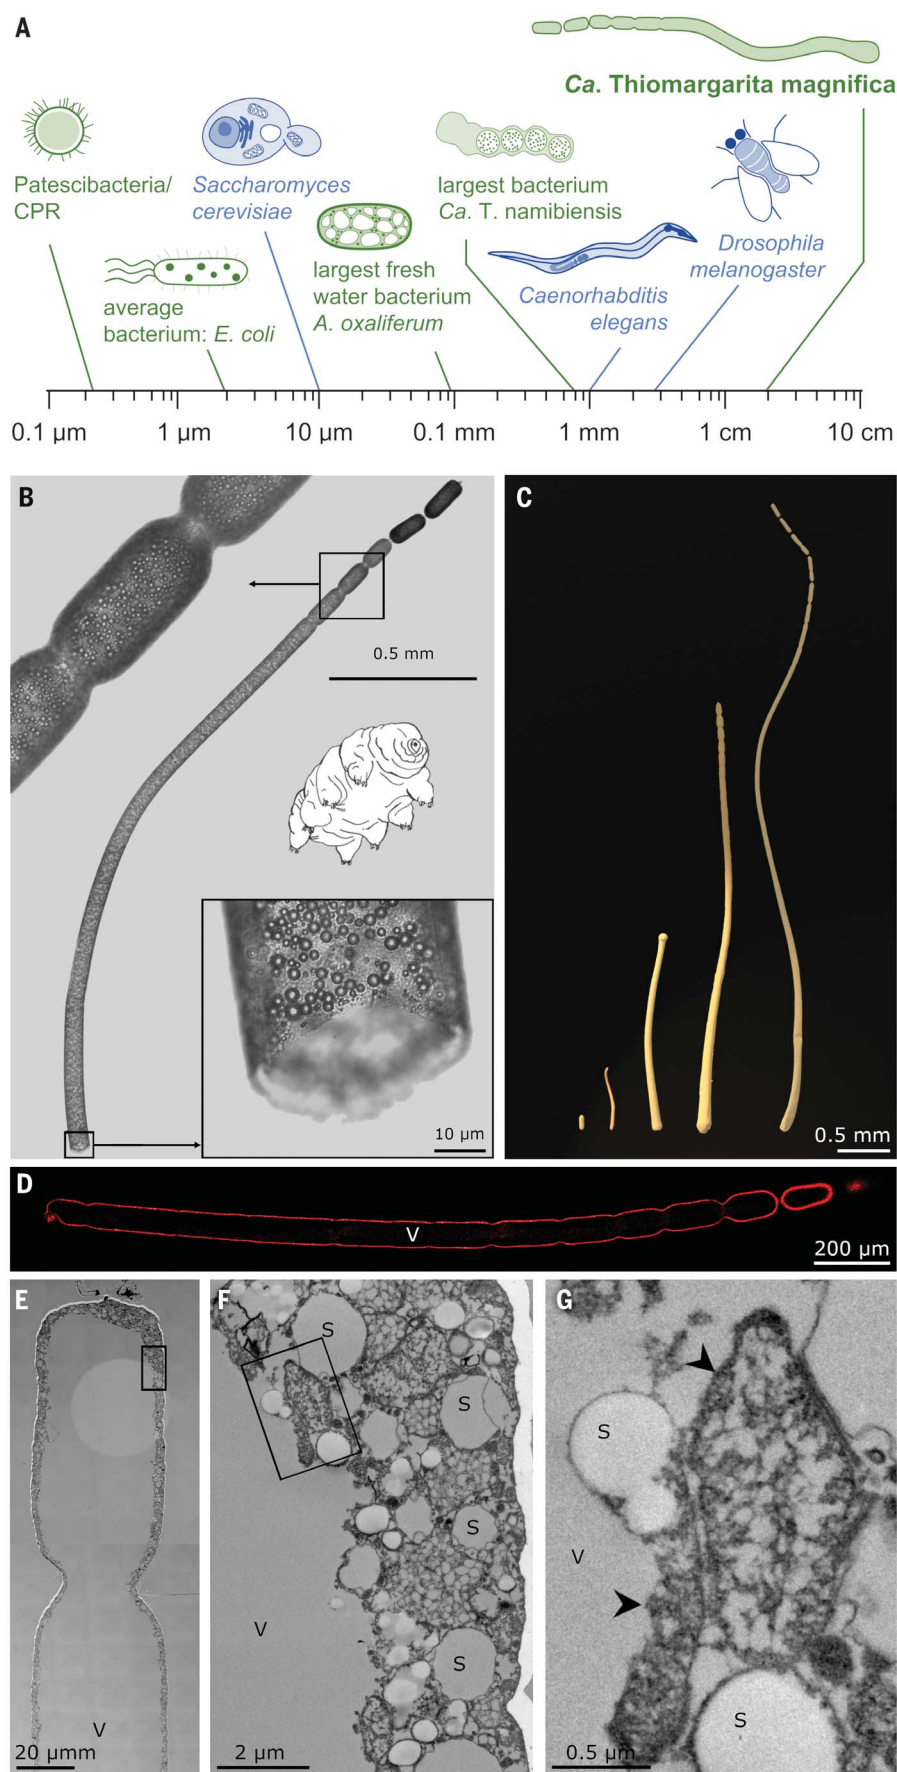 A
Ca. Thiomargarita magnifica
Patescibacteria/
CPR
Saccharomyces
cerevisiae
largest bacterium
Ca. T. namibiensis
average
bacterium: E. coli
largest fresh
water bacterium
A. oxaliferum
Caenorhabditis
elegans
Drosophila
melanogaster
0.1 µm 1 µm 10 µm 0.1 mm 1 mm 1 cm 10 cm
B
0.5 mm
10 µm
C
0.5 mm
D
V
200 µm
E
V
20 µmm
F
S
S
S
V
S
2 µm
G
S
V
S
0.5 µm